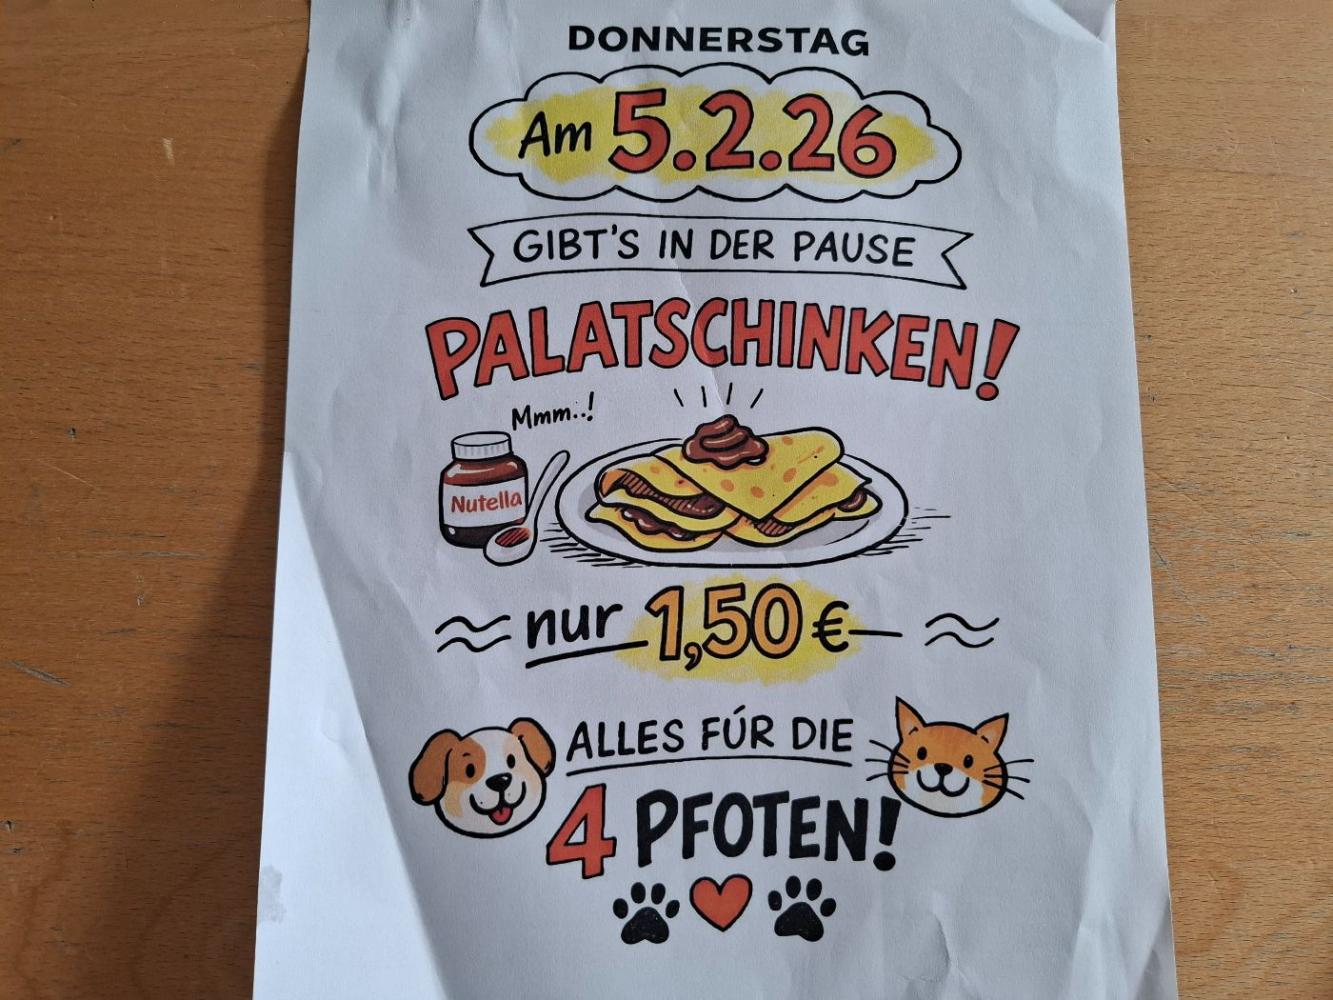 DONNERSTAG
Am 5.2.26
GIBT'S IN DER PAUSE
PALATSCHINKEN!
Mmm..!
Nutella
nur 1,50 €
ALLES FÚR DIE
4 PFOTEN!